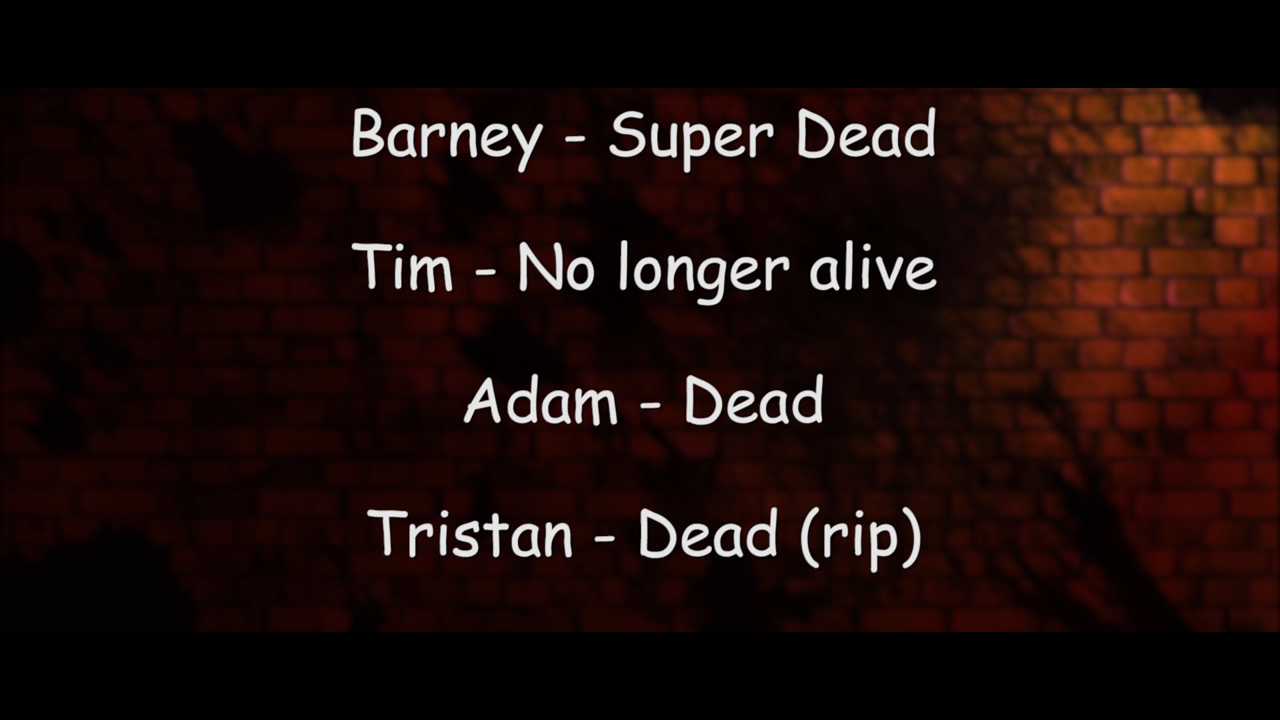 Barney - Super Dead
Tim - No longer alive
Adam - Dead
Tristan - Dead (rip)